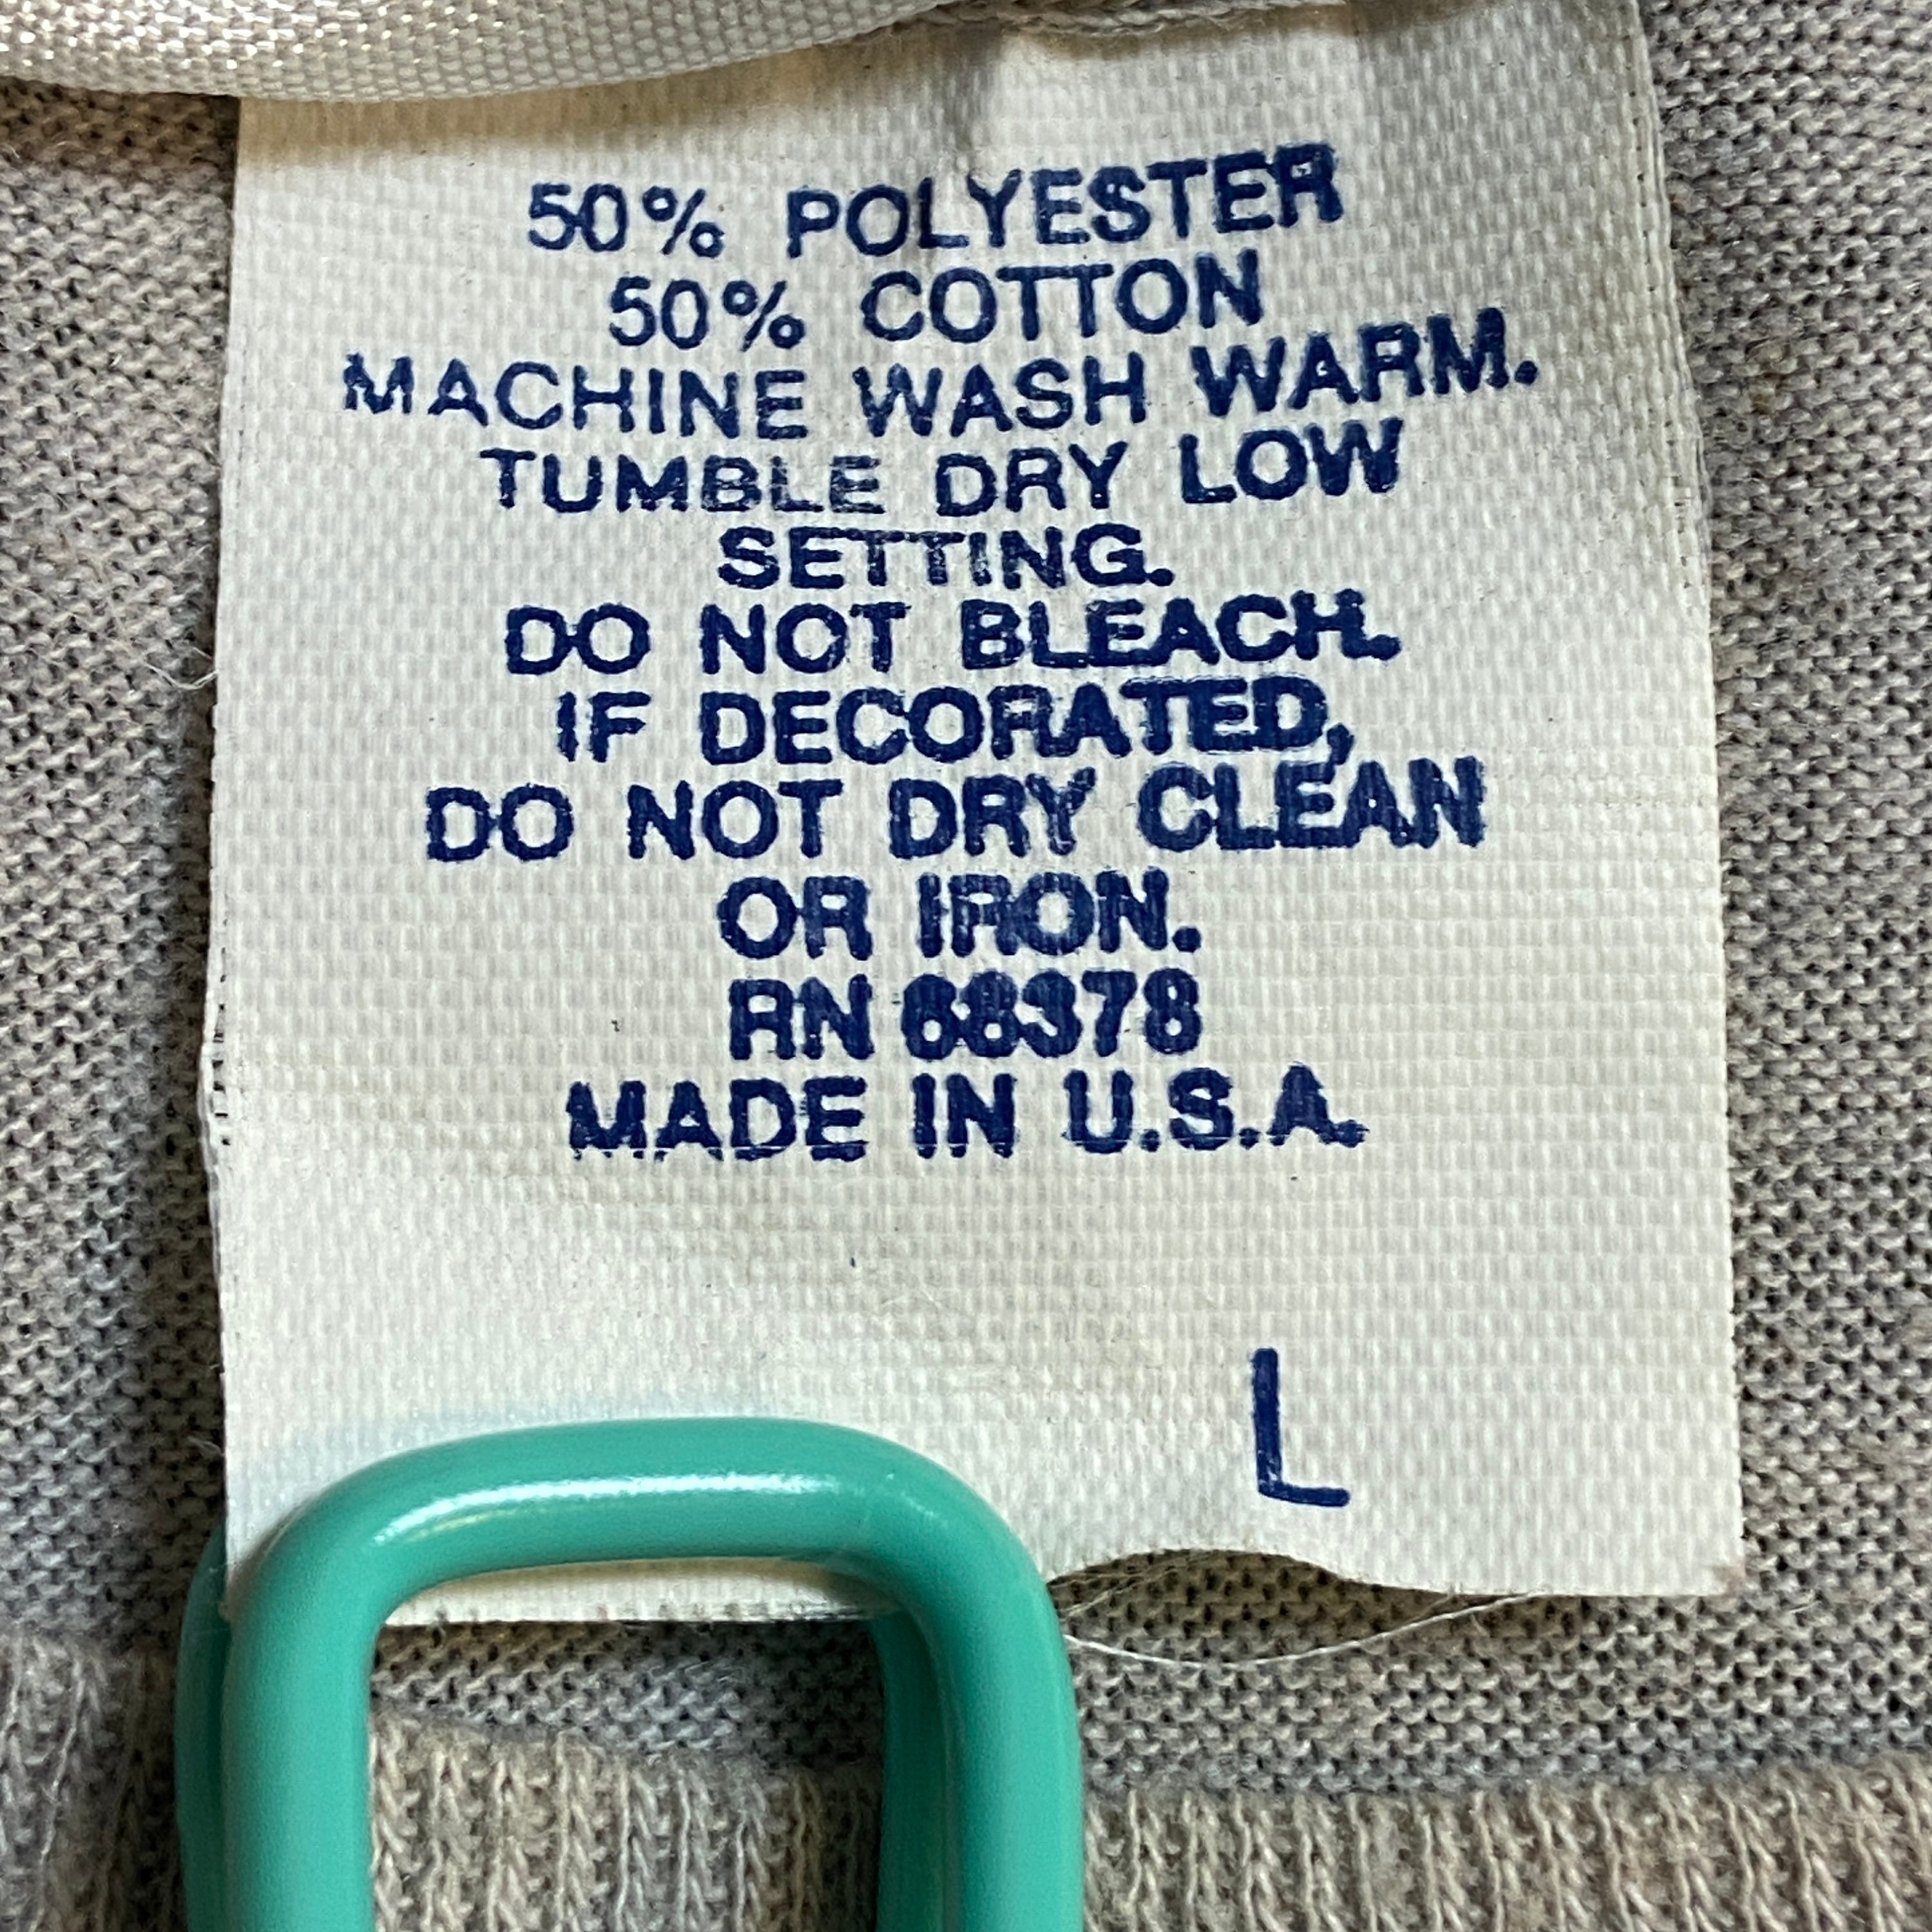 50% POLYESTER
50% COTTON
MACHINE WASH WARM.
TUMBLE DRY LOW
SETTING.
DO NOT BLEACH.
IF DECORATED,
DO NOT DRY CLEAN
OR IRON.
RN 68378
MADE IN U.S.A.
L